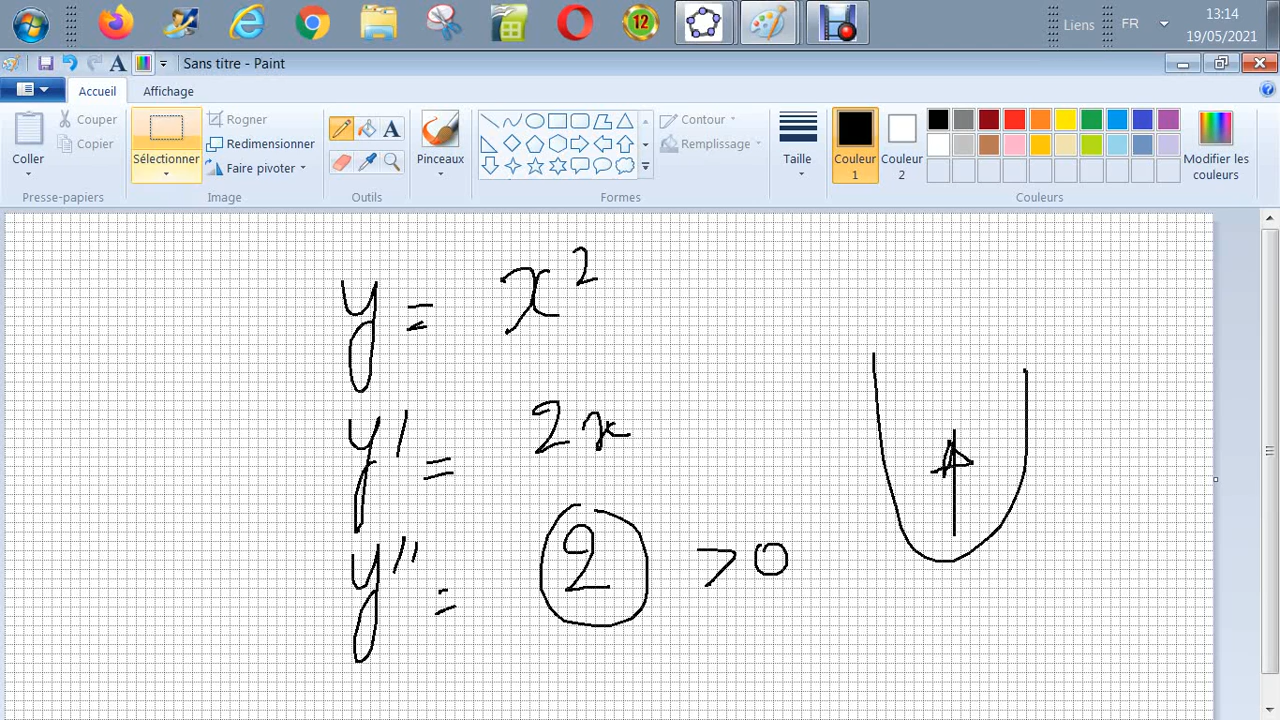 12
Liens
FR
13:14
19/05/2021
Sans titre - Paint
Accueil
Affichage
Coller
Couper
Copier
Presse-papiers
Sélectionner
Rogner
Redimensionner
Faire pivoter
Image
A
Outils
Pinceaux
Contour
Remplissage
Formes
Taille
Couleur
1
Couleur
2
Modifier les
couleurs
Couleurs
y = x²
y' = 2x
y'' = 2 >0